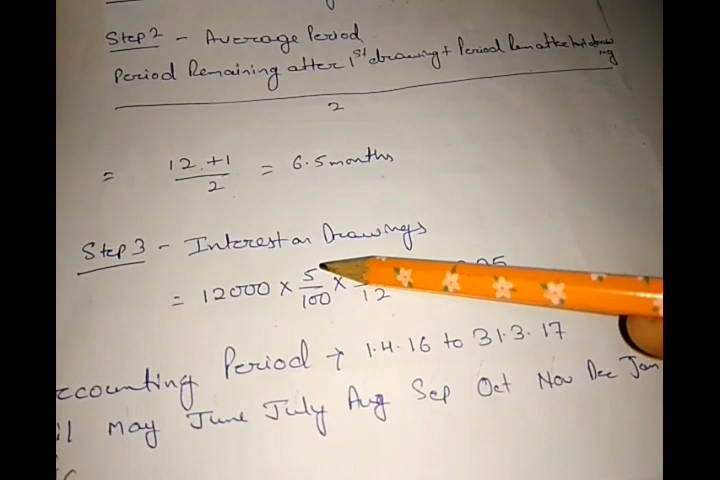 Step 2 - Average Period
Period Remaining after 1st drawing + Period Rem after last drawing
2
= 12 + 1 / 2 = 6.5 months
Step 3 - Interest on Drawings
= 12000 × 5/100 × /12
Accounting Period → 1.4.16 to 31.3.17
May June July Aug Sep Oct Nov Dec Jan